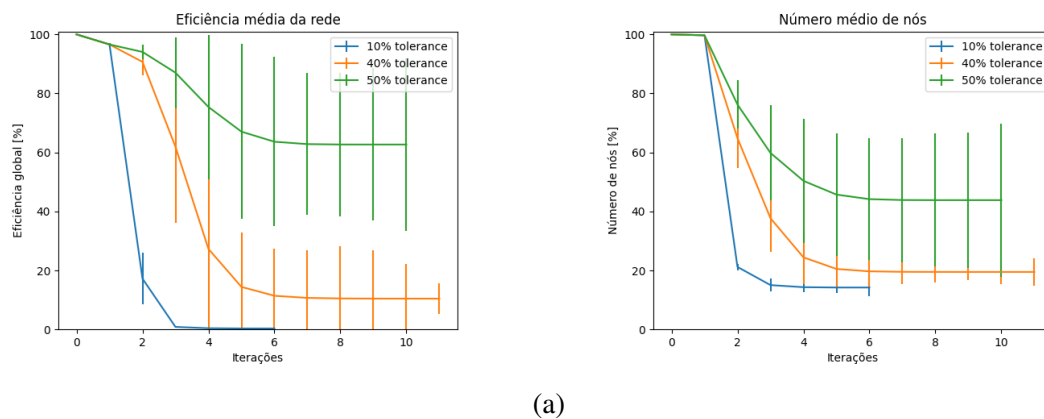 Eficiência média da rede
10% tolerance
40% tolerance
50% tolerance
Eficiência global [%]
100
80
60
40
20
0
0 2 4 6 8 10
Iterações
Número médio de nós
10% tolerance
40% tolerance
50% tolerance
Número de nós [%]
100
80
60
40
20
0
0 2 4 6 8 10
Iterações
(a)